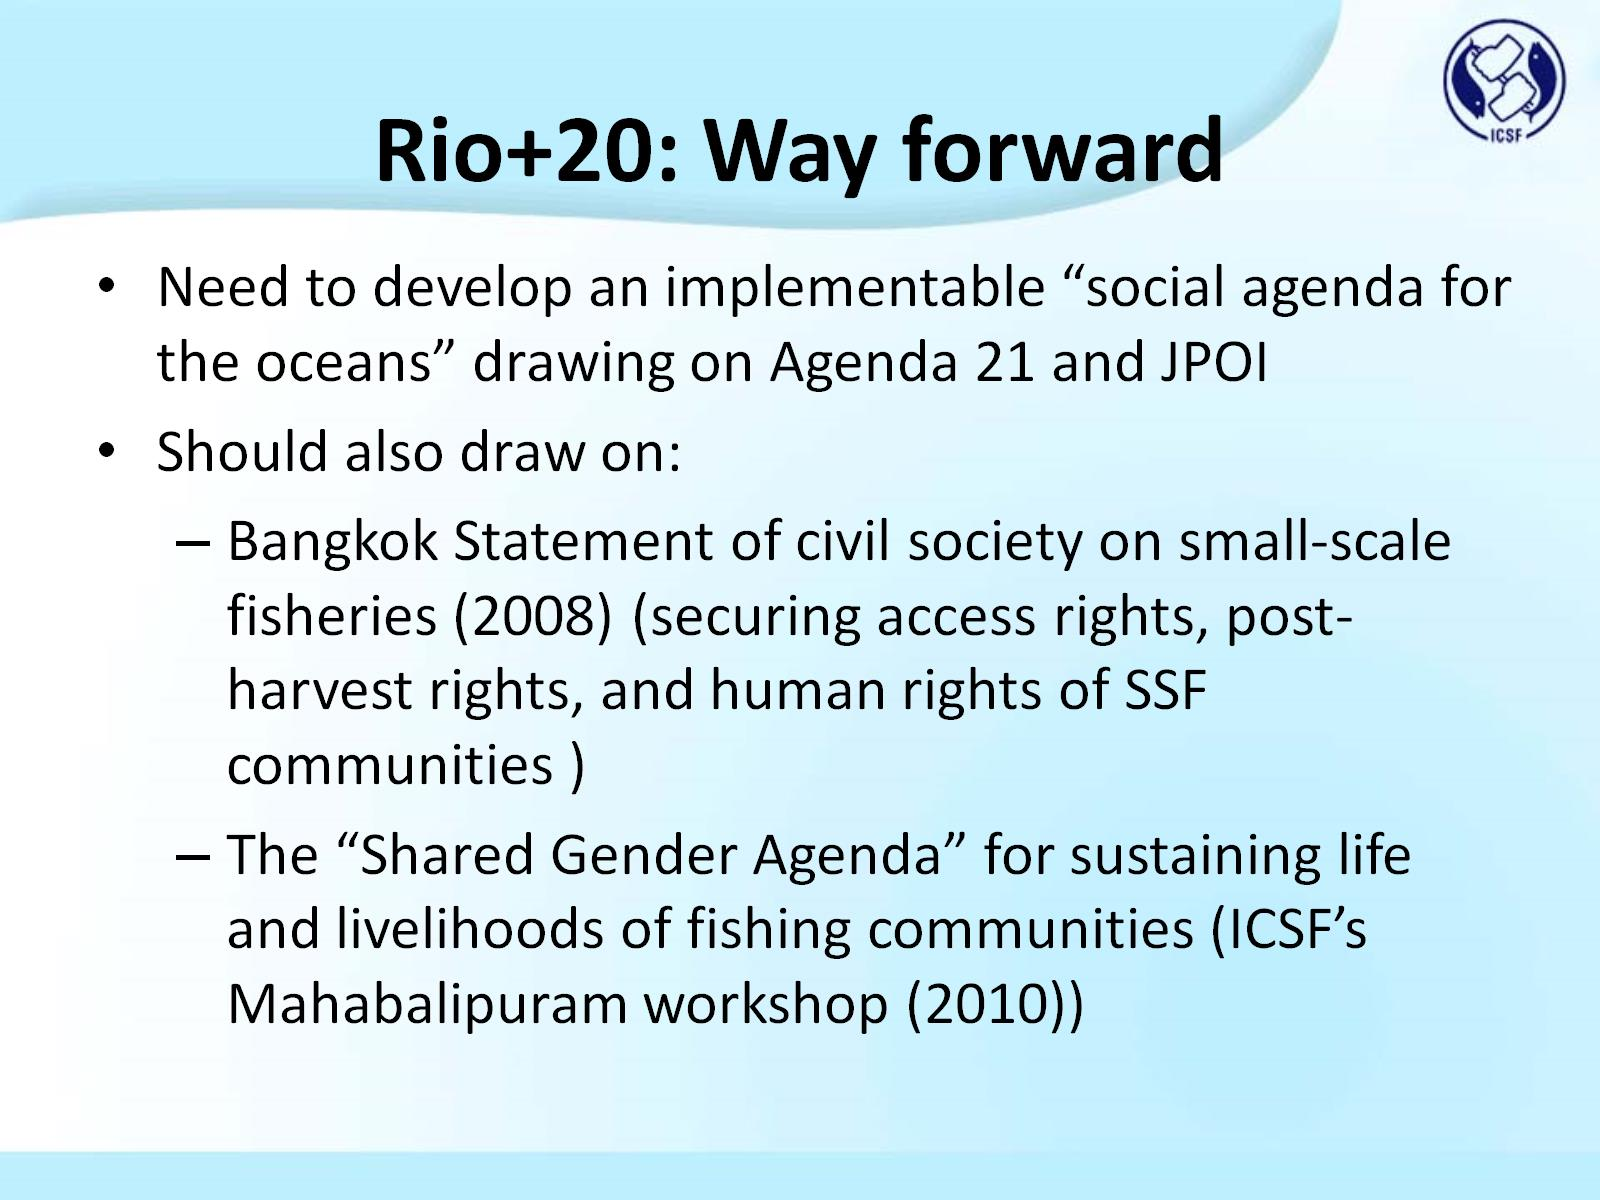 ICSF
Rio+20: Way forward
• Need to develop an implementable “social agenda for
the oceans” drawing on Agenda 21 and JPOI
• Should also draw on:
– Bangkok Statement of civil society on small-scale
fisheries (2008) (securing access rights, post-
harvest rights, and human rights of SSF
communities )
– The “Shared Gender Agenda” for sustaining life
and livelihoods of fishing communities (ICSF’s
Mahabalipuram workshop (2010))